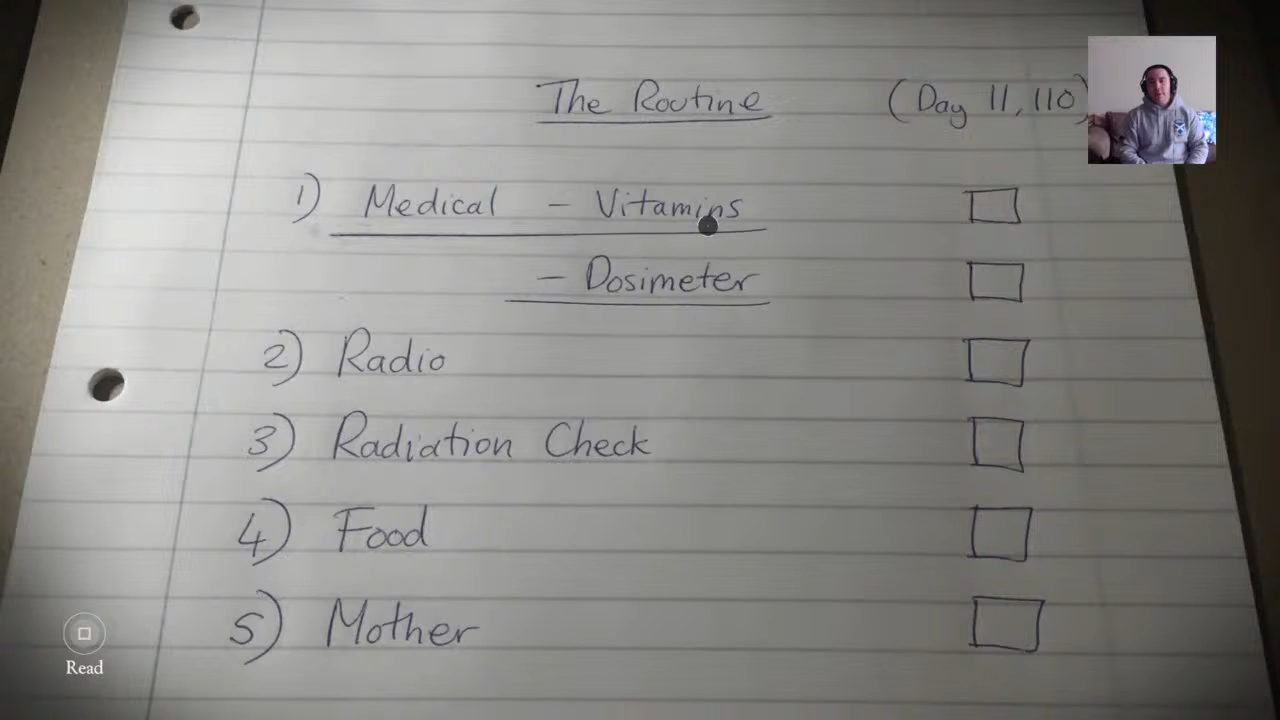 The Routine (Day 11,110)
1) Medical - Vitamins
- Dosimeter
2) Radio
3) Radiation Check
4) Food
5) Mother
Read